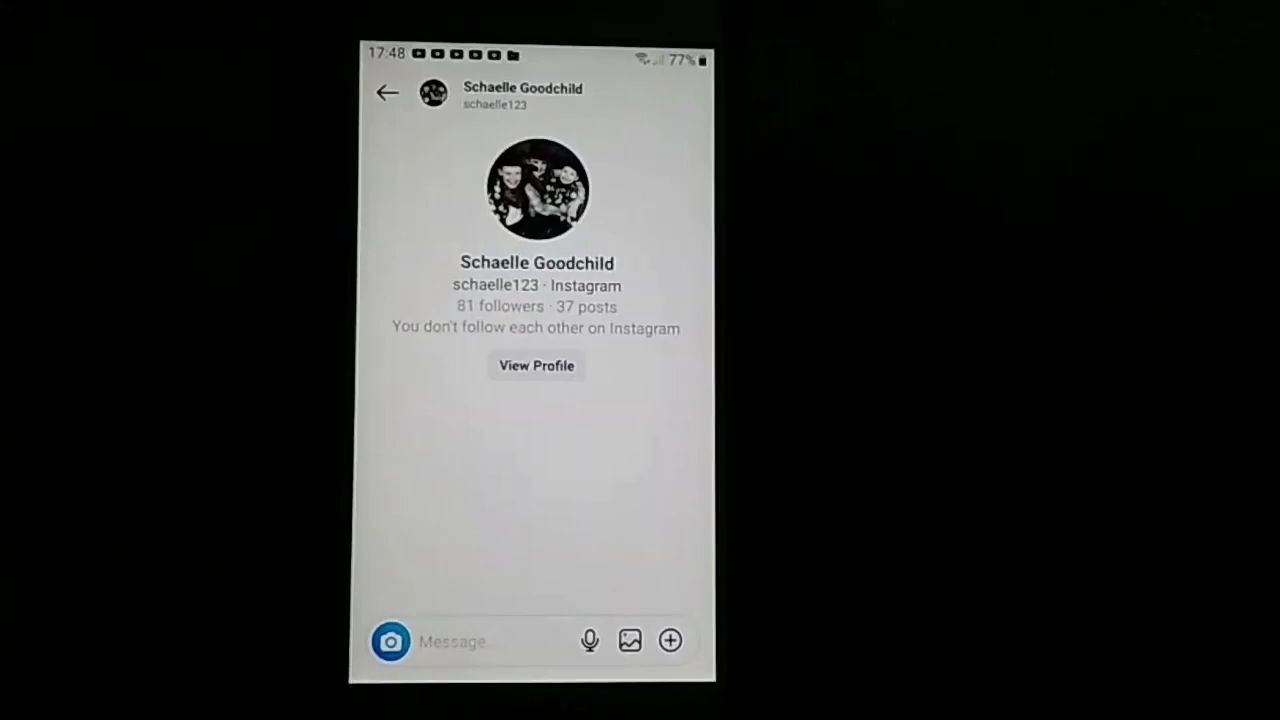 17:48 77%
Schaelle Goodchild
schaelle123
Schaelle Goodchild
schaelle123 · Instagram
81 followers · 37 posts
You don't follow each other on Instagram
View Profile
Message...